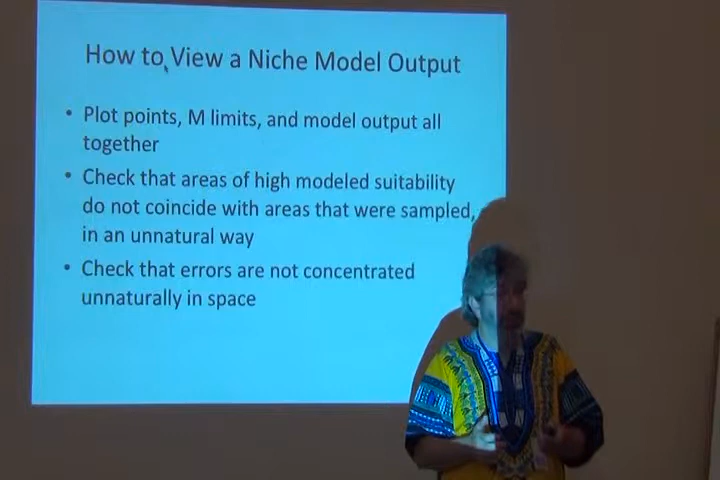 How to View a Niche Model Output
• Plot points, M limits, and model output all
together
• Check that areas of high modeled suitability
do not coincide with areas that were sampled,
in an unnatural way
• Check that errors are not concentrated
unnaturally in space